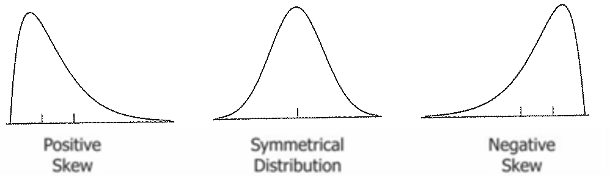 Positive
Skew
Symmetrical
Distribution
Negative
Skew